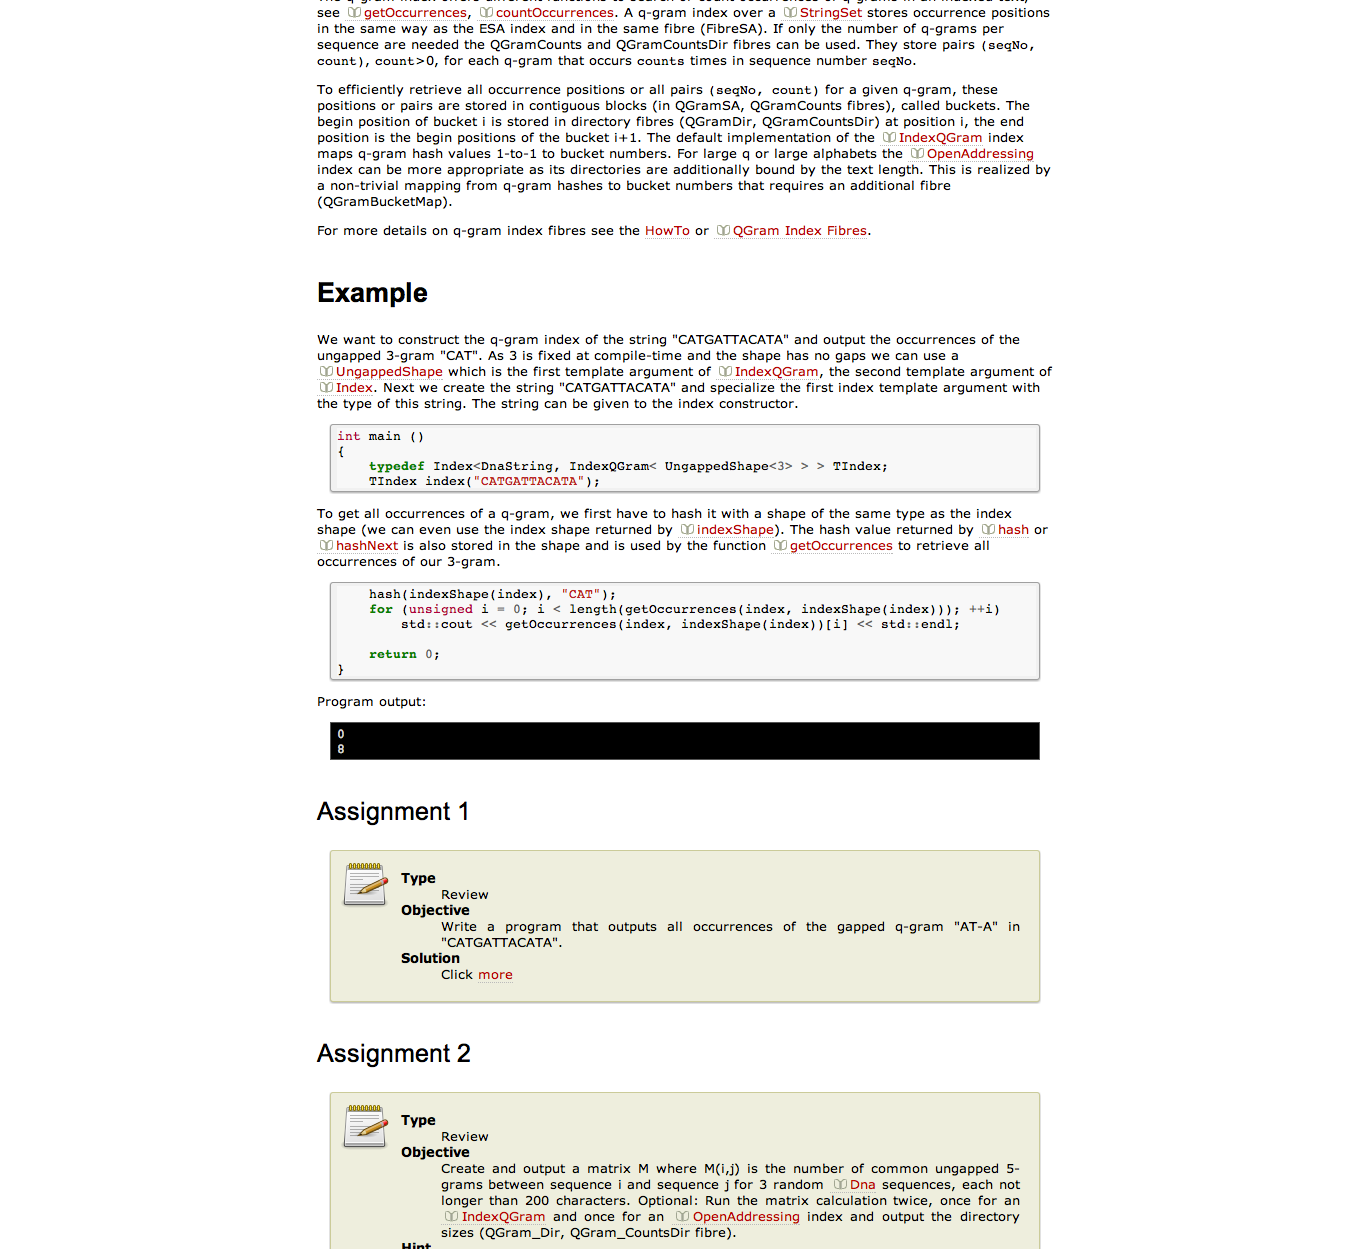 see getOccurrences, countOccurrences. A q-gram index over a StringSet stores occurrence positions
in the same way as the ESA index and in the same fibre (FibreSA). If only the number of q-grams per
sequence are needed the QGramCounts and QGramCountsDir fibres can be used. They store pairs (seqNo,
count), count>0, for each q-gram that occurs counts times in sequence number seqNo.
To efficiently retrieve all occurrence positions or all pairs (seqNo, count) for a given q-gram, these
positions or pairs are stored in contiguous blocks (in QGramSA, QGramCounts fibres), called buckets. The
begin position of bucket i is stored in directory fibres (QGramDir, QGramCountsDir) at position i, the end
position is the begin positions of the bucket i+1. The default implementation of the IndexQGram index
maps q-gram hash values 1-to-1 to bucket numbers. For large q or large alphabets the OpenAddressing
index can be more appropriate as its directories are additionally bound by the text length. This is realized by
a non-trivial mapping from q-gram hashes to bucket numbers that requires an additional fibre
(QGramBucketMap).
For more details on q-gram index fibres see the HowTo or QGram Index Fibres.
Example
We want to construct the q-gram index of the string "CATGATTACATA" and output the occurrences of the
ungapped 3-gram "CAT". As 3 is fixed at compile-time and the shape has no gaps we can use a
UngappedShape which is the first template argument of IndexQGram, the second template argument of
Index. Next we create the string "CATGATTACATA" and specialize the first index template argument with
the type of this string. The string can be given to the index constructor.
int main ()
{
    typedef Index<DnaString, IndexQGram< UngappedShape<3> > > TIndex;
    TIndex index("CATGATTACATA");
To get all occurrences of a q-gram, we first have to hash it with a shape of the same type as the index
shape (we can even use the index shape returned by indexShape). The hash value returned by hash or
hashNext is also stored in the shape and is used by the function getOccurrences to retrieve all
occurrences of our 3-gram.
    hash(indexShape(index), "CAT");
    for (unsigned i = 0; i < length(getOccurrences(index, indexShape(index))); ++i)
        std::cout << getOccurrences(index, indexShape(index))[i] << std::endl;
    return 0;
}
Program output:
0
8
Assignment 1
Type
Review
Objective
Write a program that outputs all occurrences of the gapped q-gram "AT-A" in
"CATGATTACATA".
Solution
Click more
Assignment 2
Type
Review
Objective
Create and output a matrix M where M(i,j) is the number of common ungapped 5-
grams between sequence i and sequence j for 3 random Dna sequences, each not
longer than 200 characters. Optional: Run the matrix calculation twice, once for an
IndexQGram and once for an OpenAddressing index and output the directory
sizes (QGram_Dir, QGram_CountsDir fibre).
Hint